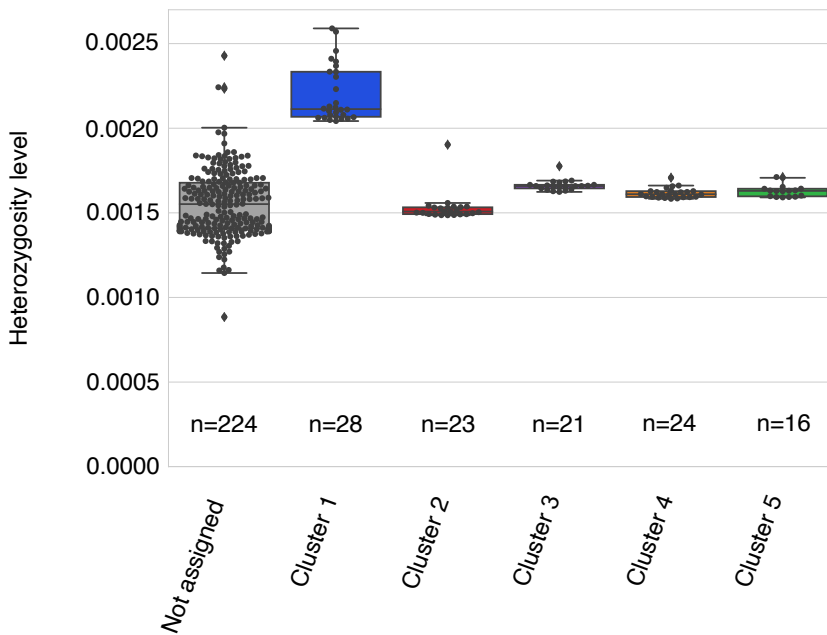 Heterozygosity level
0.0025
0.0020
0.0015
0.0010
0.0005
0.0000
n=224 n=28 n=23 n=21 n=24 n=16
Not assigned Cluster 1 Cluster 2 Cluster 3 Cluster 4 Cluster 5